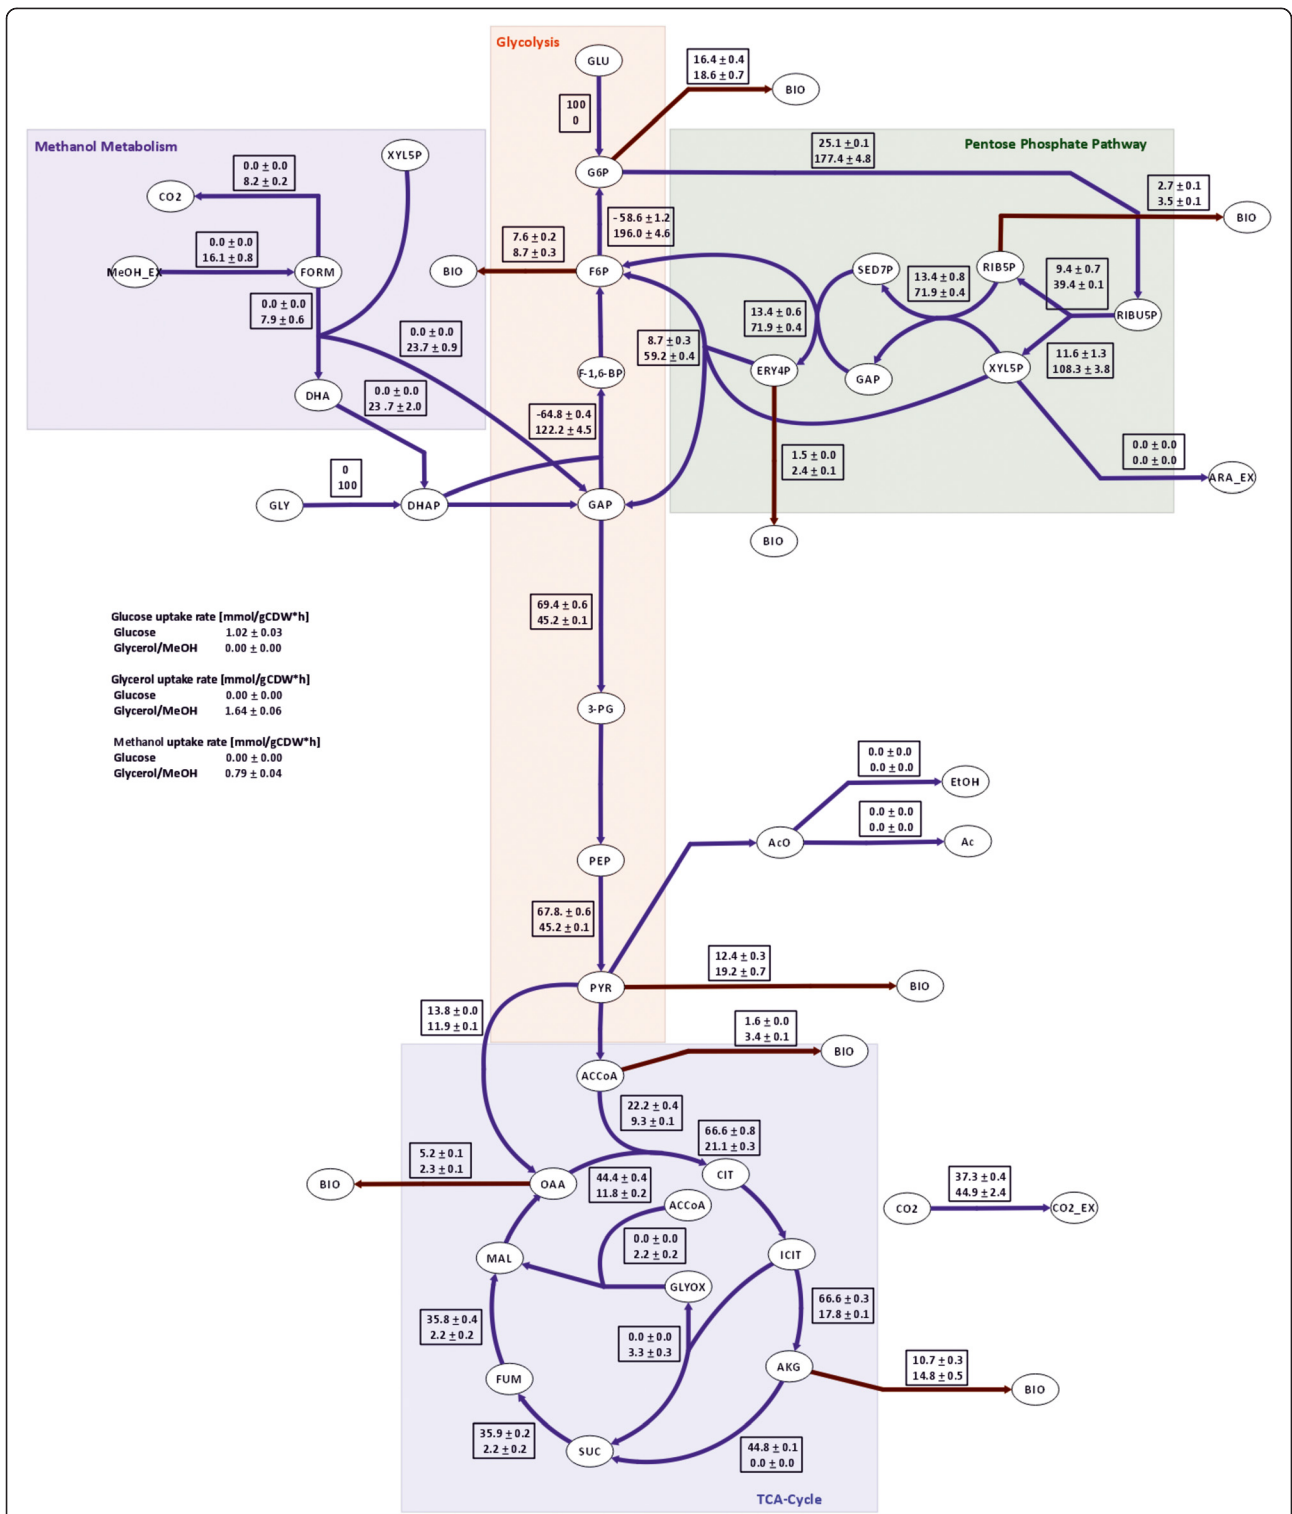 Glycolysis
GLU
16.4 ± 0.4
18.6 ± 0.7
BIO
100
0
Methanol Metabolism
XYL5P
Pentose Phosphate Pathway
25.1 ± 0.1
177.4 ± 4.8
0.0 ± 0.0
8.2 ± 0.2
CO2
G6P
2.7 ± 0.1
3.5 ± 0.1
BIO
- 58.6 ± 1.2
196.0 ± 4.6
7.6 ± 0.2
8.7 ± 0.3
0.0 ± 0.0
16.1 ± 0.8
MeOH_EX
FORM
BIO
F6P
SED7P
13.4 ± 0.8
71.9 ± 0.4
RIB5P
9.4 ± 0.7
39.4 ± 0.1
RIBU5P
0.0 ± 0.0
7.9 ± 0.6
0.0 ± 0.0
23.7 ± 0.9
13.4 ± 0.6
71.9 ± 0.4
8.7 ± 0.3
59.2 ± 0.4
11.6 ± 1.3
108.3 ± 3.8
F-1,6-BP
ERY4P
GAP
XYL5P
DHA
0.0 ± 0.0
23 .7 ± 2.0
-64.8 ± 0.4
122.2 ± 4.5
1.5 ± 0.0
2.4 ± 0.1
0.0 ± 0.0
0.0 ± 0.0
ARA_EX
0
100
GLY
DHAP
GAP
BIO
69.4 ± 0.6
45.2 ± 0.1
Glucose uptake rate [mmol/gCDW*h]
Glucose 1.02 ± 0.03
Glycerol/MeOH 0.00 ± 0.00
Glycerol uptake rate [mmol/gCDW*h]
Glucose 0.00 ± 0.00
Glycerol/MeOH 1.64 ± 0.06
Methanol uptake rate [mmol/gCDW*h]
Glucose 0.00 ± 0.00
Glycerol/MeOH 0.79 ± 0.04
3-PG
0.0 ± 0.0
0.0 ± 0.0
EtOH
0.0 ± 0.0
0.0 ± 0.0
AcO
Ac
PEP
67.8. ± 0.6
45.2 ± 0.1
12.4 ± 0.3
19.2 ± 0.7
PYR
BIO
13.8 ± 0.0
11.9 ± 0.1
1.6 ± 0.0
3.4 ± 0.1
BIO
ACCoA
22.2 ± 0.4
9.3 ± 0.1
66.6 ± 0.8
21.1 ± 0.3
5.2 ± 0.1
2.3 ± 0.1
BIO
OAA
44.4 ± 0.4
11.8 ± 0.2
CIT
37.3 ± 0.4
44.9 ± 2.4
CO2
CO2_EX
ACCoA
0.0 ± 0.0
2.2 ± 0.2
MAL
ICIT
GLYOX
66.6 ± 0.3
17.8 ± 0.1
35.8 ± 0.4
2.2 ± 0.2
0.0 ± 0.0
3.3 ± 0.3
FUM
AKG
10.7 ± 0.3
14.8 ± 0.5
BIO
35.9 ± 0.2
2.2 ± 0.2
SUC
44.8 ± 0.1
0.0 ± 0.0
TCA-Cycle